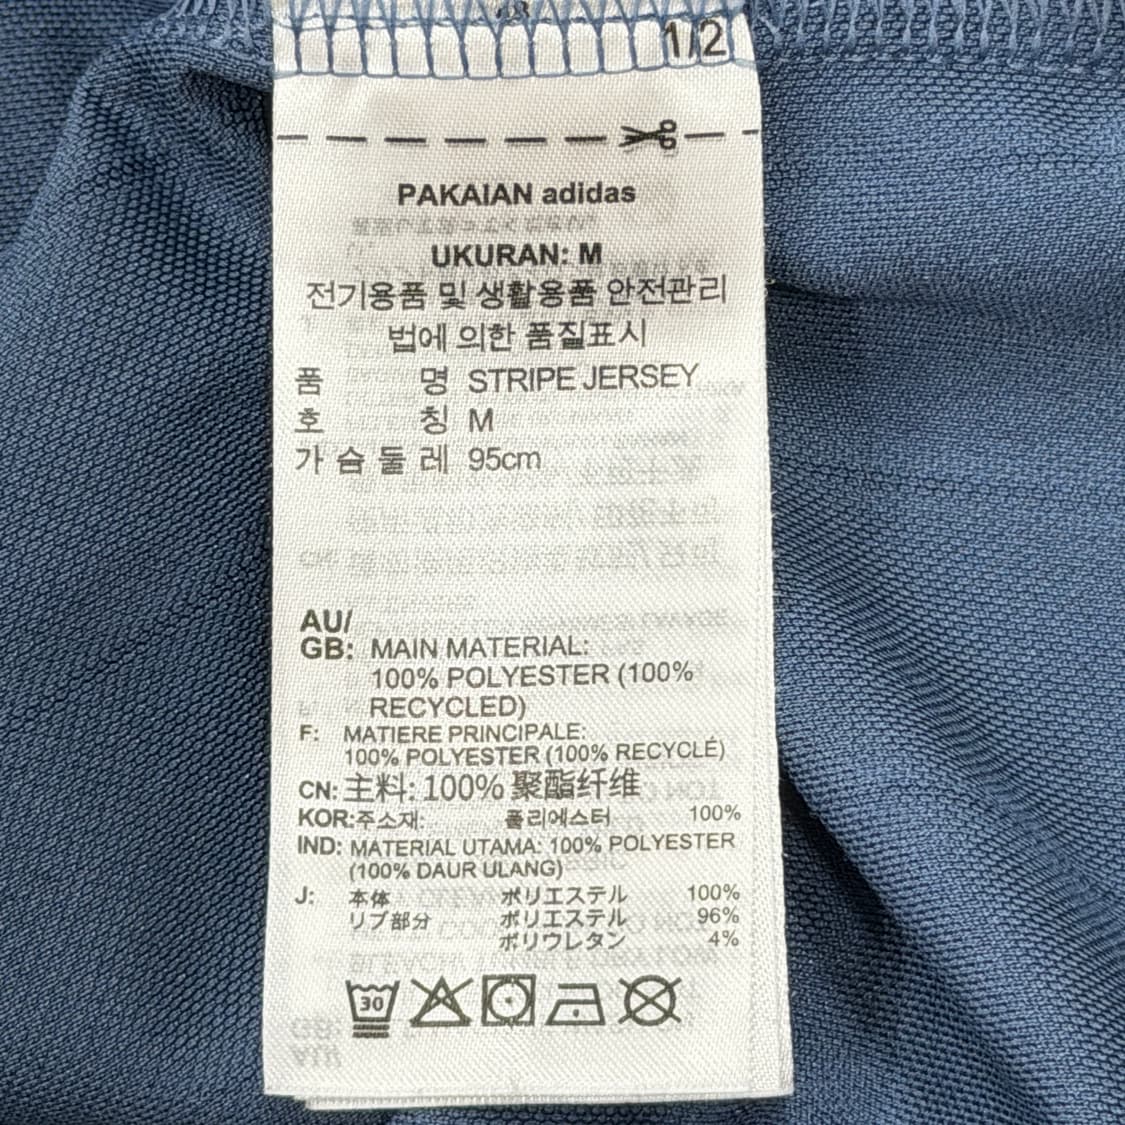 1/2
PAKAIAN adidas
UKURAN: M
전기용품 및 생활용품 안전관리
법에 의한 품질표시
품 명 STRIPE JERSEY
호 칭 M
가 슴 둘 레 95cm
AU/
GB: MAIN MATERIAL:
100% POLYESTER (100%
RECYCLED)
F: MATIERE PRINCIPALE:
100% POLYESTER (100% RECYCLÉ)
CN: 主料: 100% 聚酯纤维
KOR:주소재: 폴리에스터 100%
IND: MATERIAL UTAMA: 100% POLYESTER
(100% DAUR ULANG)
J: 本体 ポリエステル 100%
リブ部分 ポリエステル 96%
ポリウレタン 4%
30